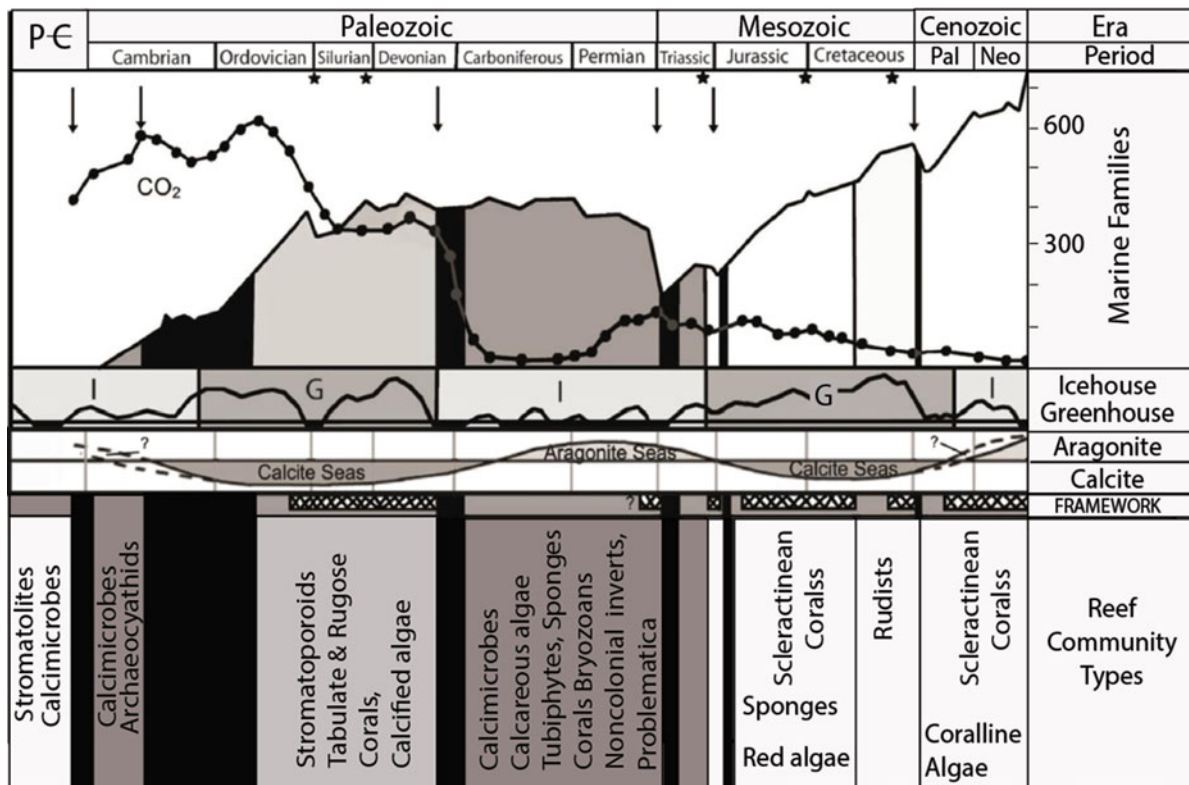 P-Є
Paleozoic
Mesozoic
Cenozoic
Era
Cambrian
Ordovician
Silurian
Devonian
Carboniferous
Permian
Triassic
Jurassic
Cretaceous
Pal
Neo
Period
CO₂
600
300
Marine Families
I
G
I
G
I
Icehouse
Greenhouse
?
Calcite Seas
Aragonite Seas
Calcite Seas
?
Aragonite
Calcite
?
FRAMEWORK
Stromatolites
Calcimicrobes
Calcimicrobes
Archaeocyathids
Stromatoporoids
Tabulate & Rugose
Corals,
Calcified algae
Calcimicrobes
Calcareous algae
Tubiphytes, Sponges
Corals Bryozons
Noncolonial inverts,
Problematica
Scleractinean
Coralss
Sponges
Red algae
Rudists
Scleractinean
Coralss
Coralline
Algae
Reef
Community
Types